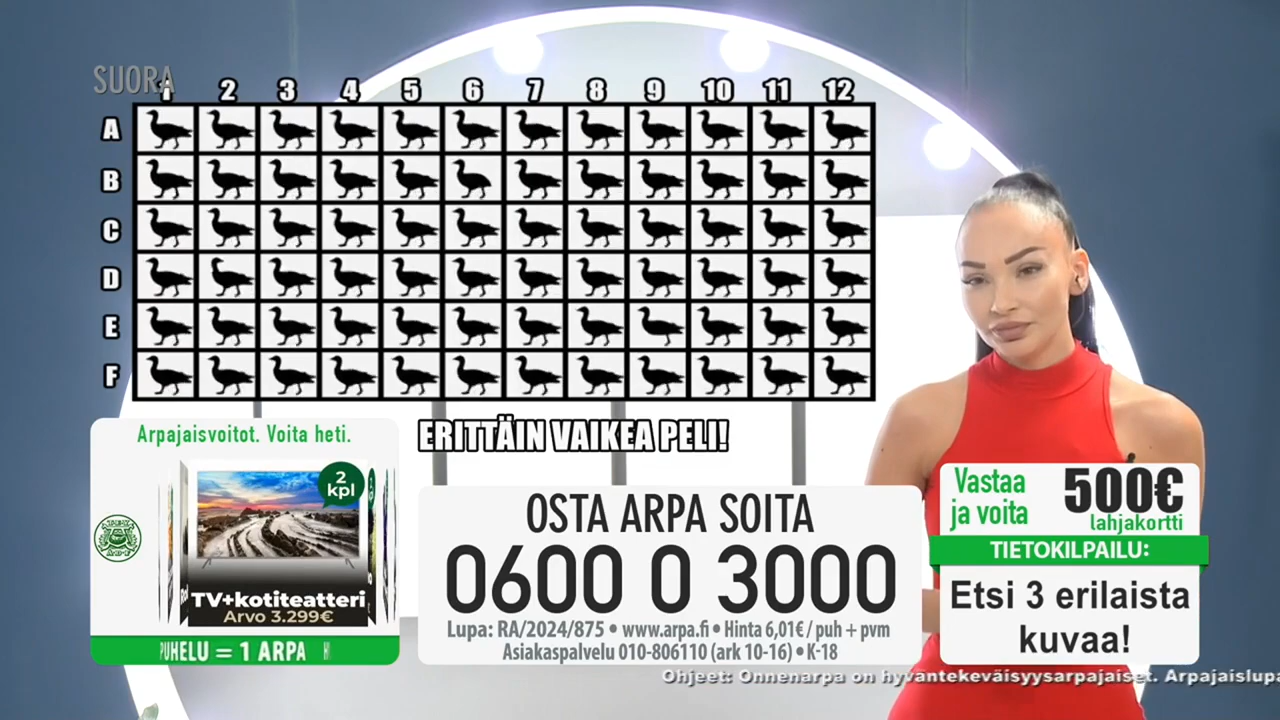 SUORA
1 2 3 4 5 6 7 8 9 10 11 12
A
B
C
D
E
F
Arpajaisvoitot. Voita heti.
2
kpl
TV+kotiteatteri
Arvo 3.299€
PUHELU = 1 ARPA
ERITTÄIN VAIKEA PELI!
OSTA ARPA SOITA
0600 0 3000
Lupa: RA/2024/875 • www.arpa.fi • Hinta 6,01€ / puh + pvm
Asiakaspalvelu 010-806110 (ark 10-16) • K-18
Vastaa
ja voita
500€
lahjakortti
TIETOKILPAILU:
Etsi 3 erilaista
kuvaa!
Ohjeet: Onnenarpa on hyväntekeväisyysarpajaiset. Arpajaislupa